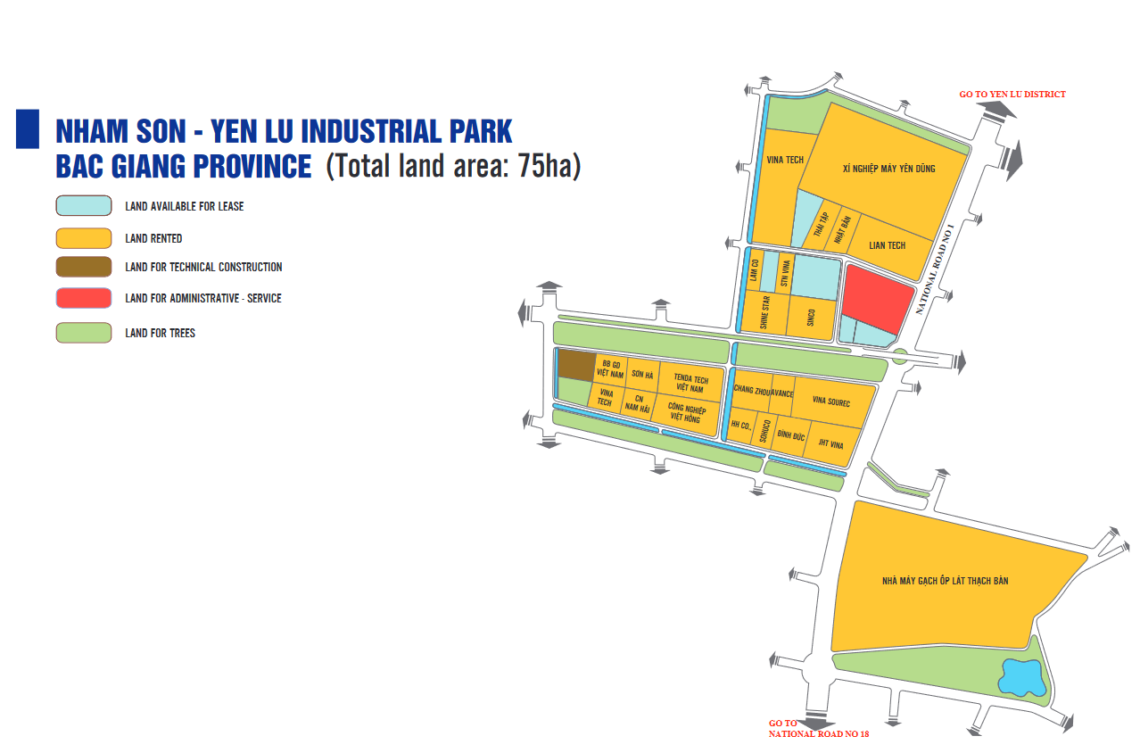 NHAM SON - YEN LU INDUSTRIAL PARK
BAC GIANG PROVINCE (Total land area: 75ha)
LAND AVAILABLE FOR LEASE
LAND RENTED
LAND FOR TECHNICAL CONSTRUCTION
LAND FOR ADMINISTRATIVE - SERVICE
LAND FOR TREES
GO TO YEN LU DISTRICT
VINA TECH
XÍ NGHIỆP MÁY YÊN DŨNG
THÁI TẬP
NHẬT BẢN
LIAN TECH
NATIONAL ROAD NO 1
LAM CO
STN VINA
SHINE STAR
SINCO
BB GD
VIỆT NAM
SON HA
TENDA TECH
VIỆT NAM
VINA
TECH
CN
NAM HẢI
CÔNG NGHIỆP
VIỆT HỒNG
CHANG ZHOU
AVANCE
VINA SOUREC
HH CO.,
SOHUCO
ĐÌNH ĐỨC
JHT VINA
NHÀ MÁY GẠCH ỐP LÁT THẠCH BÀN
GO TO
NATIONAL ROAD NO 18